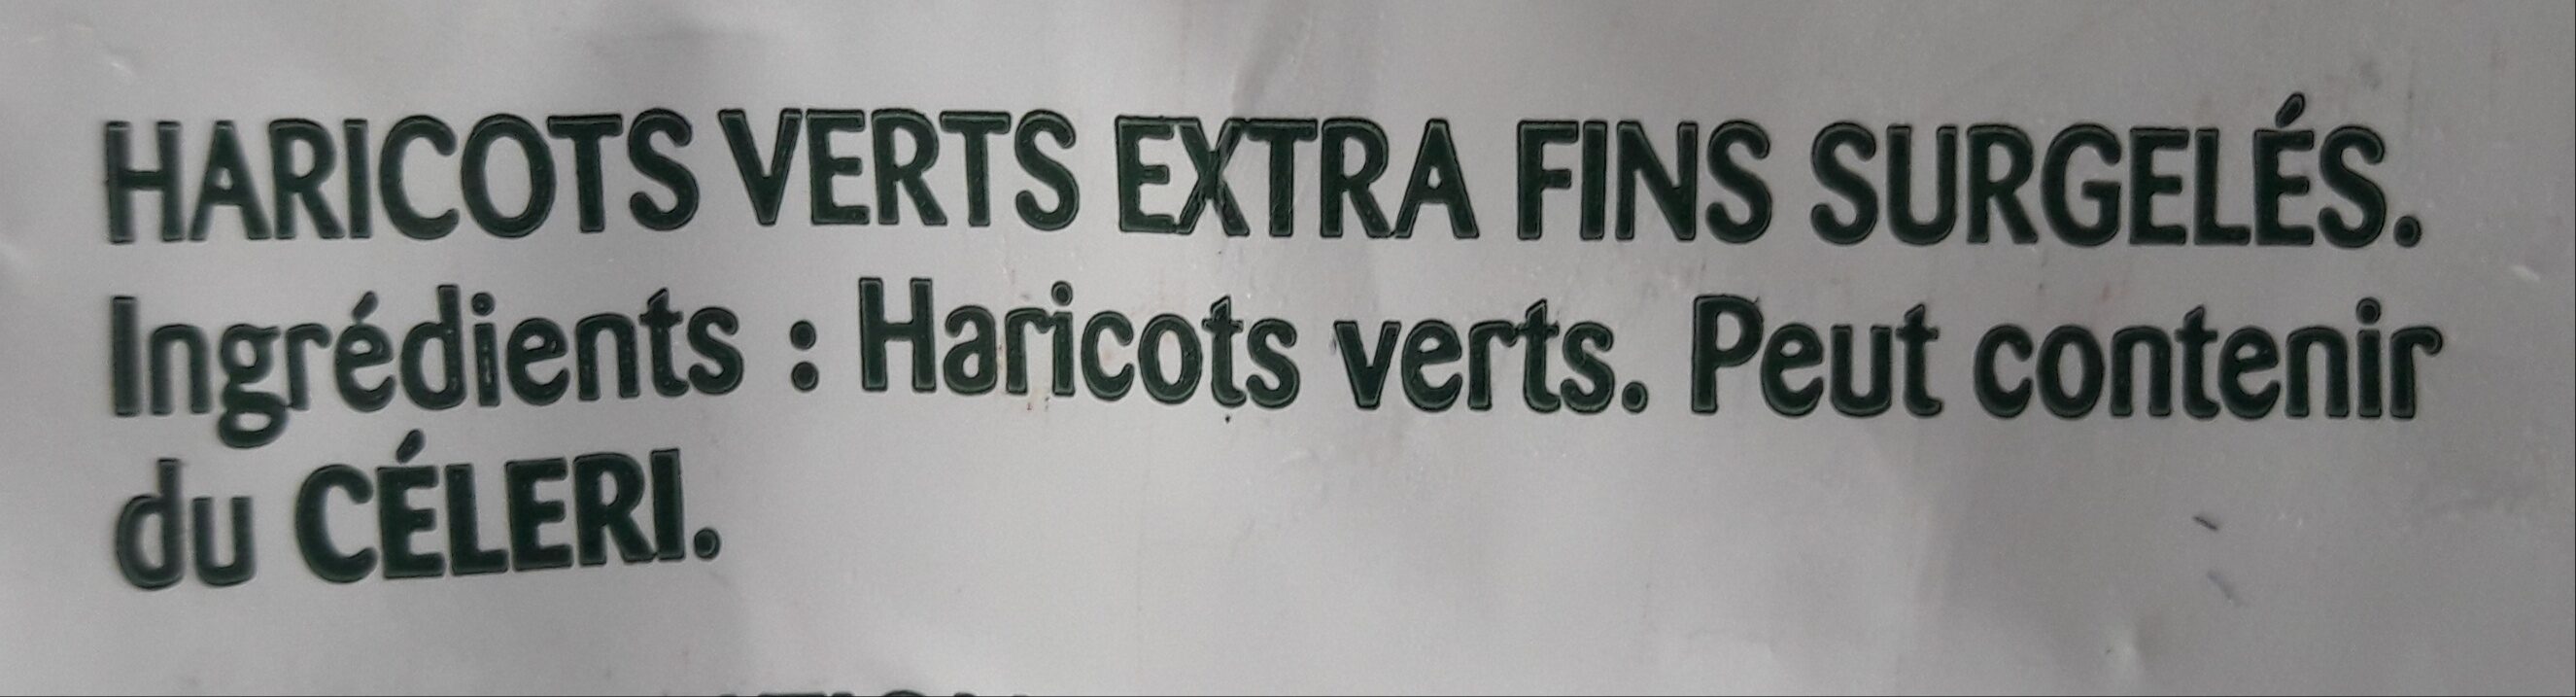 HARICOTS VERTS EXTRA FINS SURGELÉS.
Ingrédients : Haricots verts. Peut contenir
du CÉLERI.